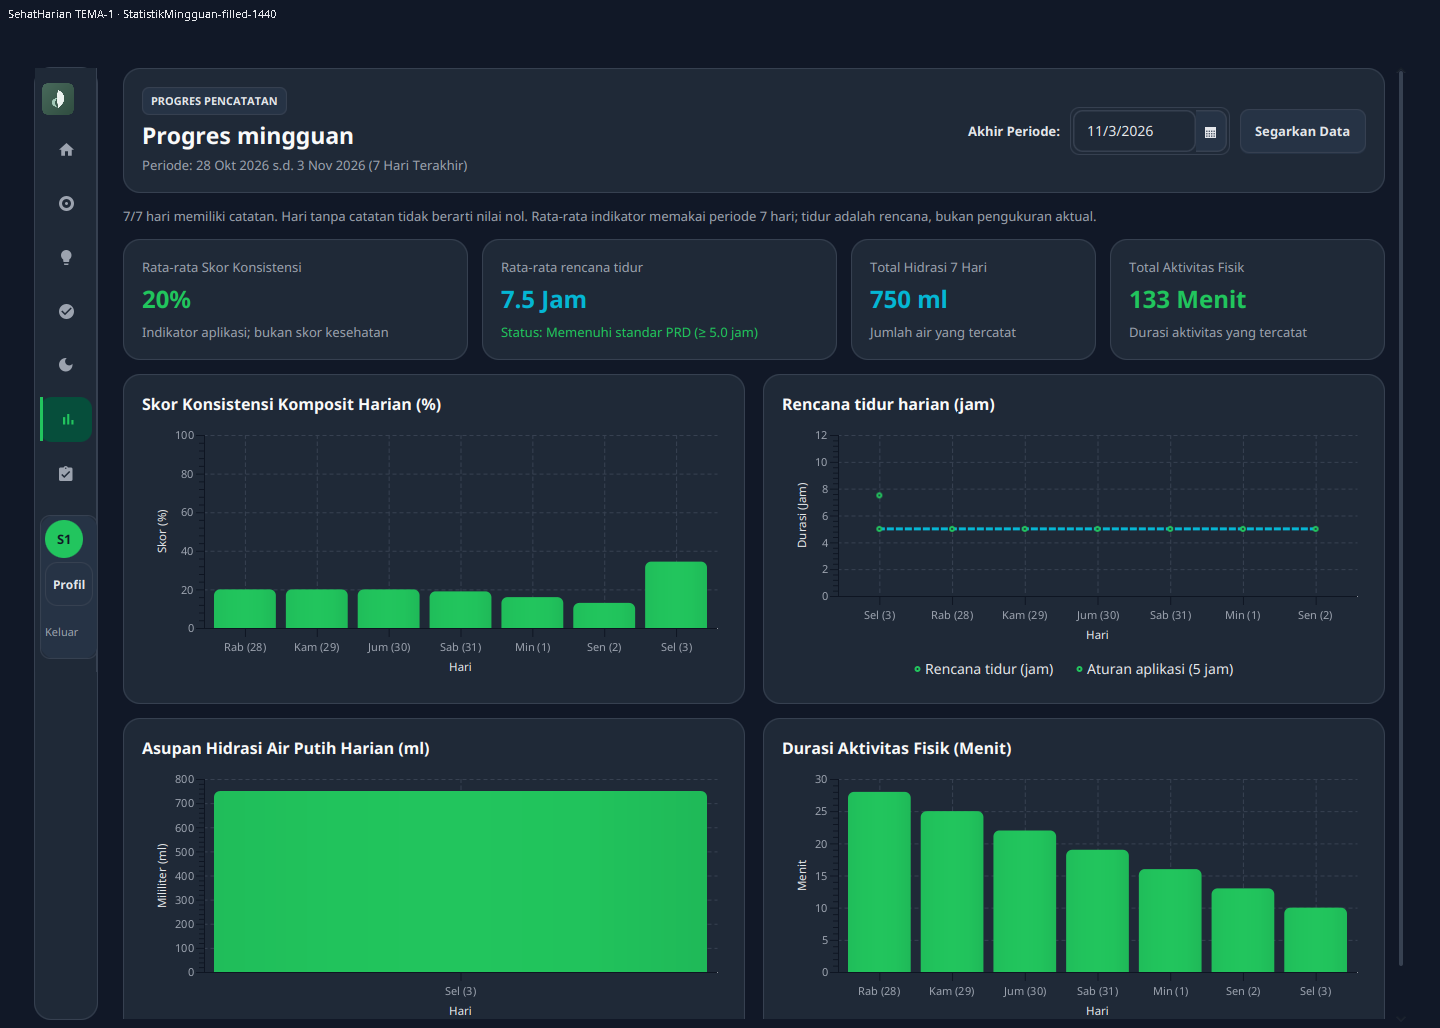 SehatHarian TEMA-1 · StatistikMingguan-filled-1440
PROGRES PENCATATAN
Progres mingguan
Periode: 28 Okt 2026 s.d. 3 Nov 2026 (7 Hari Terakhir)
Akhir Periode:
11/3/2026
Segarkan Data
S1
Profil
Keluar
7/7 hari memiliki catatan. Hari tanpa catatan tidak berarti nilai nol. Rata-rata indikator memakai periode 7 hari; tidur adalah rencana, bukan pengukuran aktual.
Rata-rata Skor Konsistensi
20%
Indikator aplikasi; bukan skor kesehatan
Rata-rata rencana tidur
7.5 Jam
Status: Memenuhi standar PRD (≥ 5.0 jam)
Total Hidrasi 7 Hari
750 ml
Jumlah air yang tercatat
Total Aktivitas Fisik
133 Menit
Durasi aktivitas yang tercatat
Skor Konsistensi Komposit Harian (%)
100
80
60
40
20
0
Skor (%)
Rab (28) Kam (29) Jum (30) Sab (31) Min (1) Sen (2) Sel (3)
Hari
Rencana tidur harian (jam)
12
10
8
6
4
2
0
Durasi (Jam)
Sel (3) Rab (28) Kam (29) Jum (30) Sab (31) Min (1) Sen (2)
Hari
Rencana tidur (jam) Aturan aplikasi (5 jam)
Asupan Hidrasi Air Putih Harian (ml)
800
700
600
500
400
300
200
100
0
Mililiter (ml)
Sel (3)
Hari
Durasi Aktivitas Fisik (Menit)
30
25
20
15
10
5
0
Menit
Rab (28) Kam (29) Jum (30) Sab (31) Min (1) Sen (2) Sel (3)
Hari